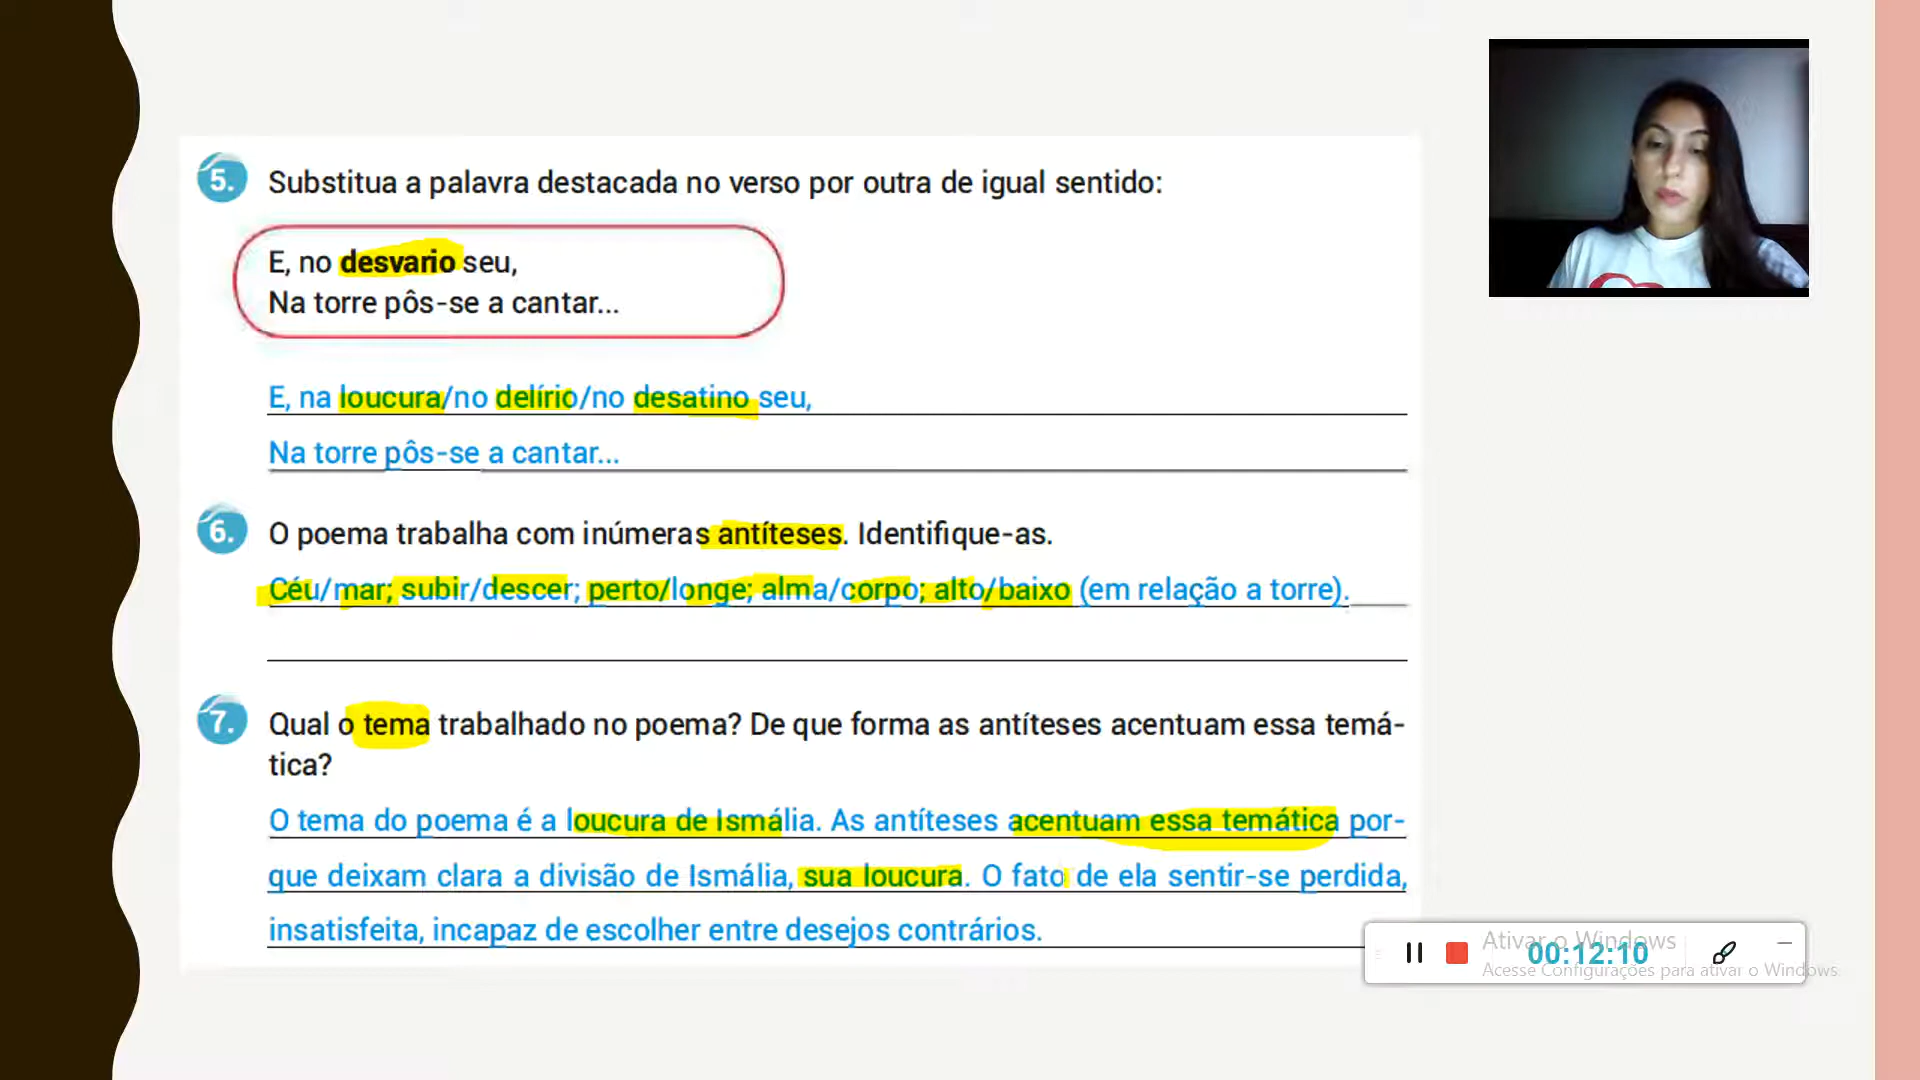 5. Substitua a palavra destacada no verso por outra de igual sentido:
E, no desvario seu,
Na torre pôs-se a cantar...
E, na loucura/no delírio/no desatino seu,
Na torre pôs-se a cantar...
6. O poema trabalha com inúmeras antíteses. Identifique-as.
Céu/mar; subir/descer; perto/longe; alma/corpo; alto/baixo (em relação a torre).
7. Qual o tema trabalhado no poema? De que forma as antíteses acentuam essa temá-
tica?
O tema do poema é a loucura de Ismália. As antíteses acentuam essa temática por-
que deixam clara a divisão de Ismália, sua loucura. O fato de ela sentir-se perdida,
insatisfeita, incapaz de escolher entre desejos contrários.
Ativar o Windows
00:12:10
Acesse Configurações para ativar o Windows